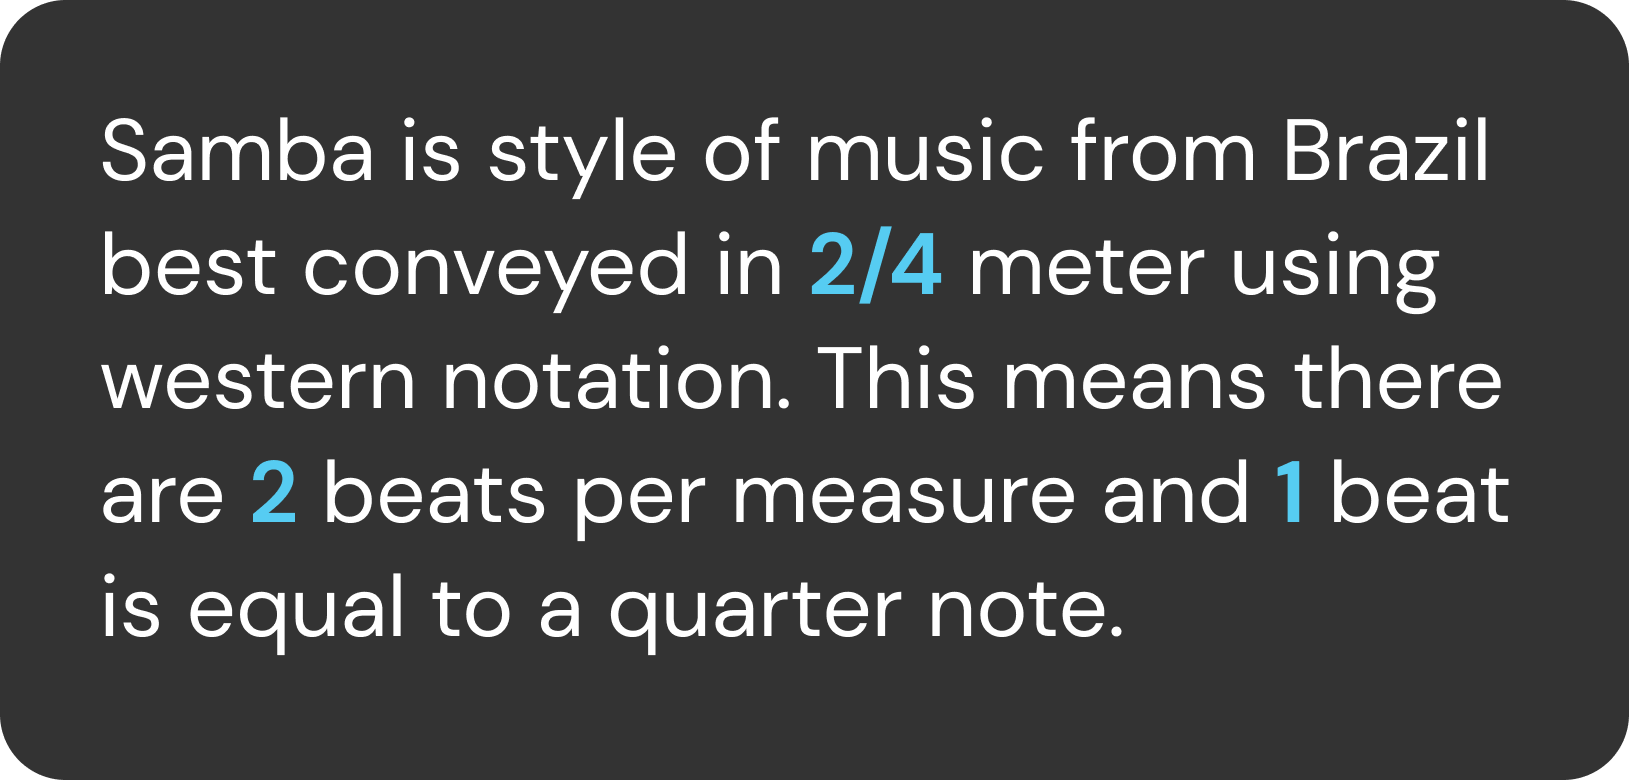 Samba is style of music from Brazil
best conveyed in 2/4 meter using
western notation. This means there
are 2 beats per measure and 1 beat
is equal to a quarter note.